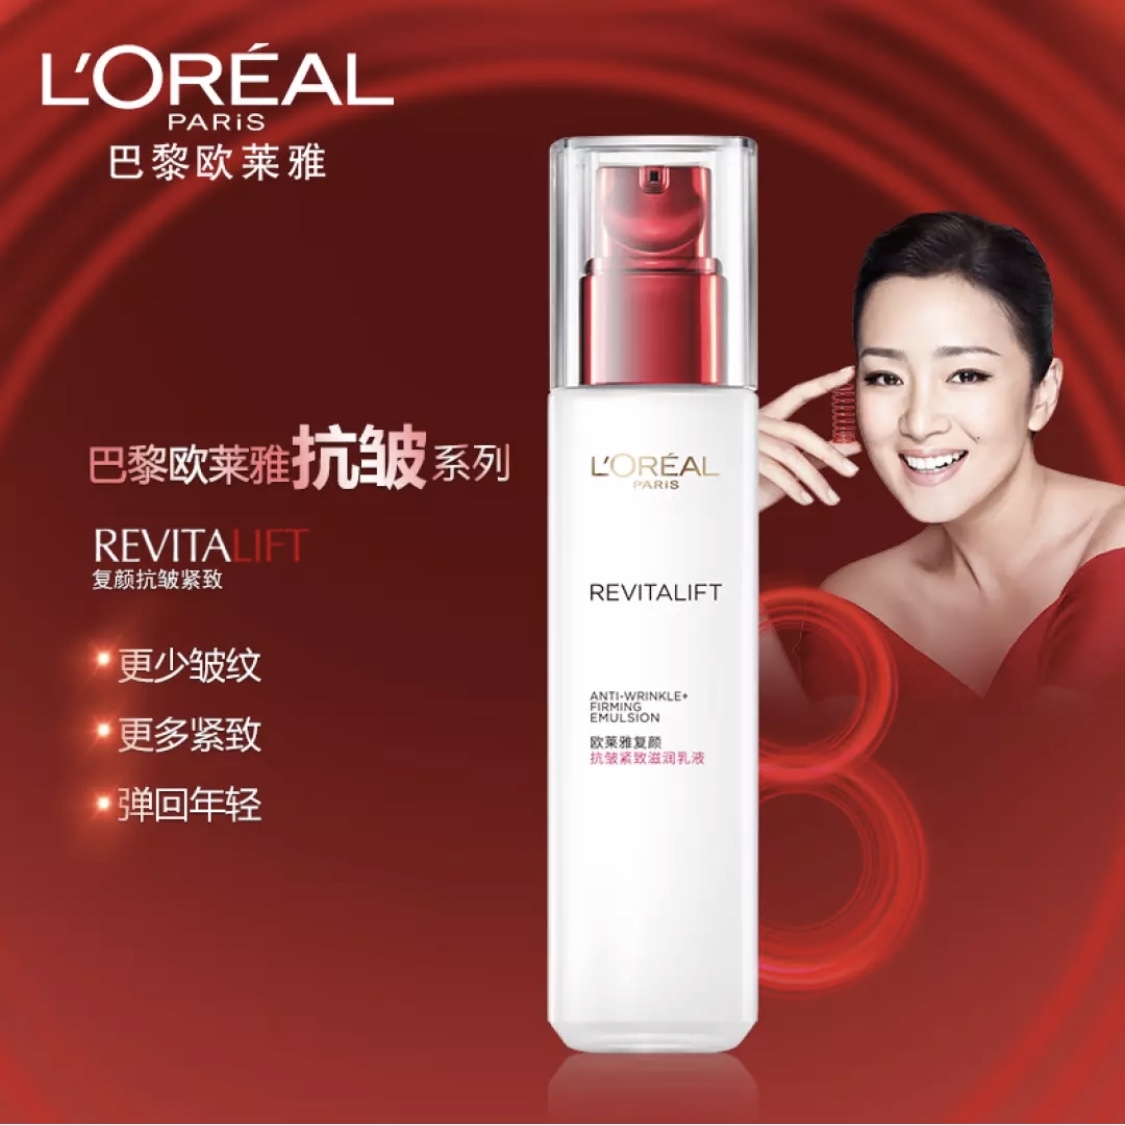 L'ORÉAL
PARiS
巴黎欧莱雅
巴黎欧莱雅抗皱系列
REVITALIFT
复颜抗皱紧致
更少皱纹
更多紧致
弹回年轻
L'ORÉAL
PARiS
REVITALIFT
ANTI-WRINKLE+
FIRMING
EMULSION
欧莱雅复颜
抗皱紧致滋润乳液